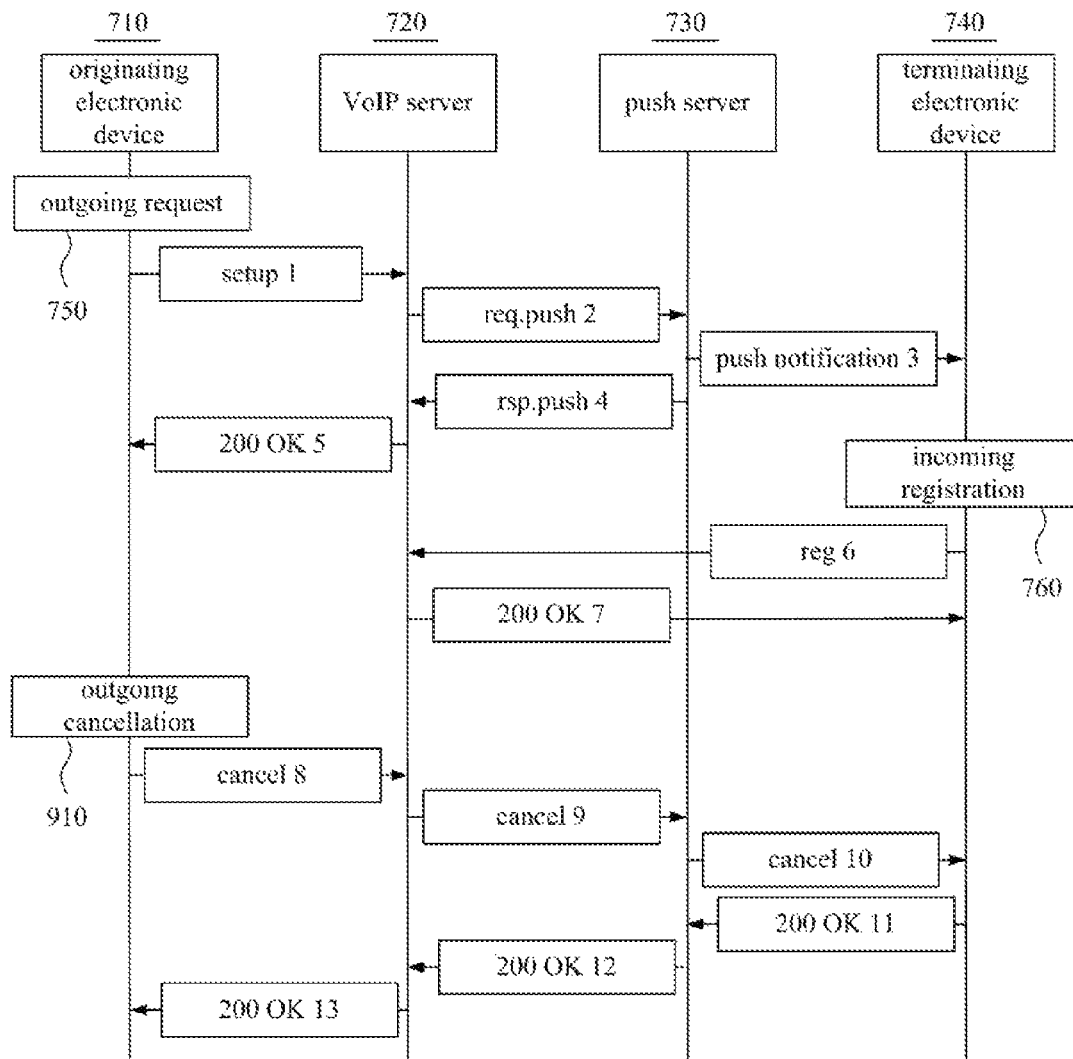 710
720
730
740
originating
electronic
device
VoIP server
push server
terminating
electronic
device
outgoing request
750
setup 1
req.push 2
push notification 3
rsp.push 4
200 OK 5
incoming
registration
760
reg 6
200 OK 7
outgoing
cancellation
910
cancel 8
cancel 9
cancel 10
200 OK 11
200 OK 12
200 OK 13